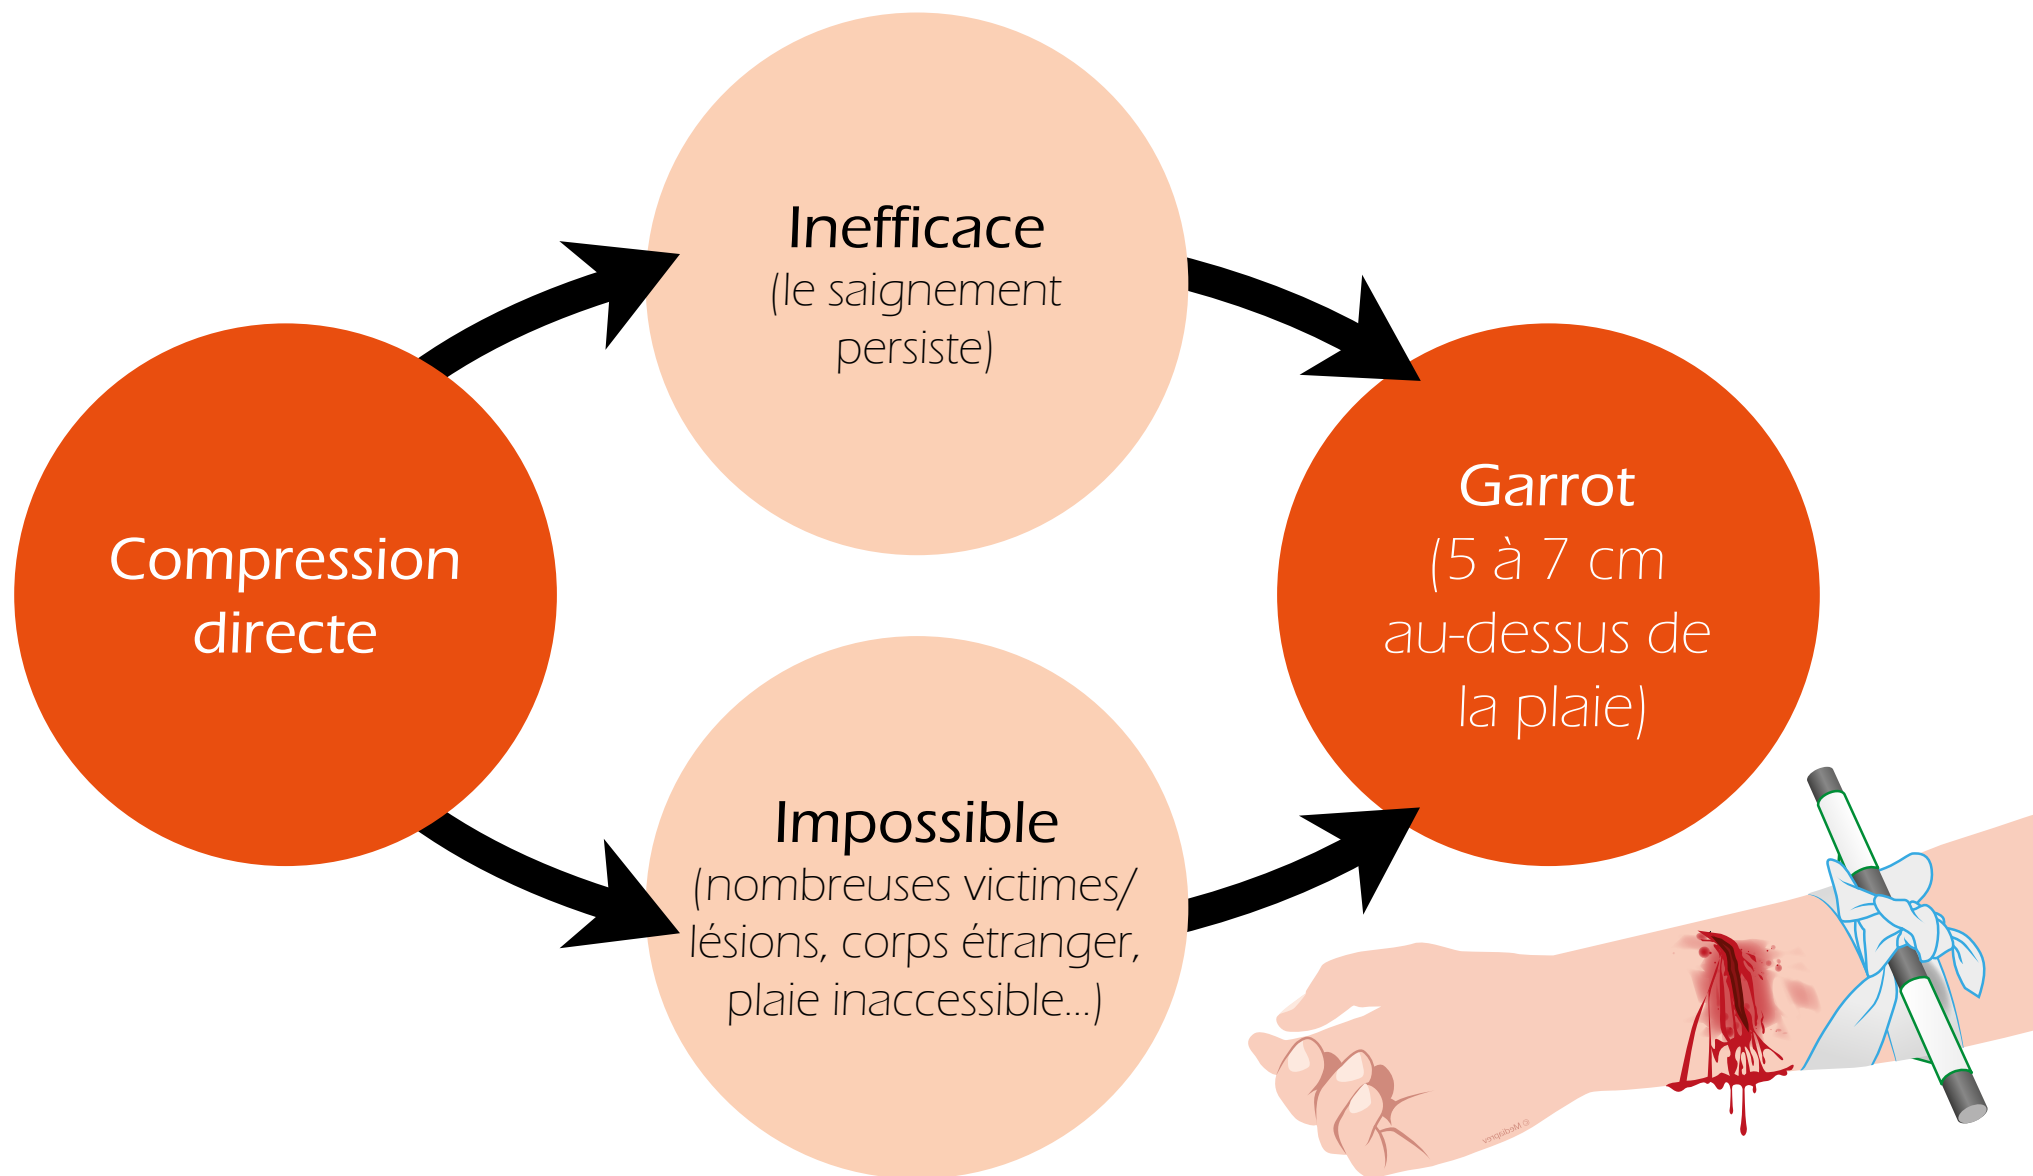 Inefficace
(le saignement
persiste)
Compression
directe
Garrot
(5 à 7 cm
au-dessus de
la plaie)
Impossible
(nombreuses victimes/
lésions, corps étranger,
plaie inaccessible...)